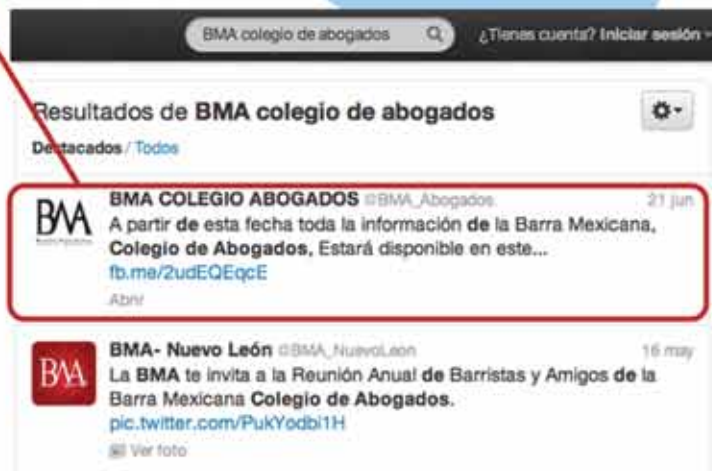 BMA colegio de abogados
¿Tienes cuenta? Iniciar sesión
Resultados de BMA colegio de abogados
Destacados / Todos
BMA
BMA COLEGIO ABOGADOS @BMA_Abogados 21 jun
A partir de esta fecha toda la información de la Barra Mexicana,
Colegio de Abogados, Estará disponible en este...
fb.me/2udEQEqcE
Abrir
BMA
BMA- Nuevo León @BMA_NuevoLeon 16 may
La BMA te invita a la Reunión Anual de Barristas y Amigos de la
Barra Mexicana Colegio de Abogados.
pic.twitter.com/PukYodbi1H
Ver foto